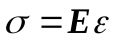 σ = Eε